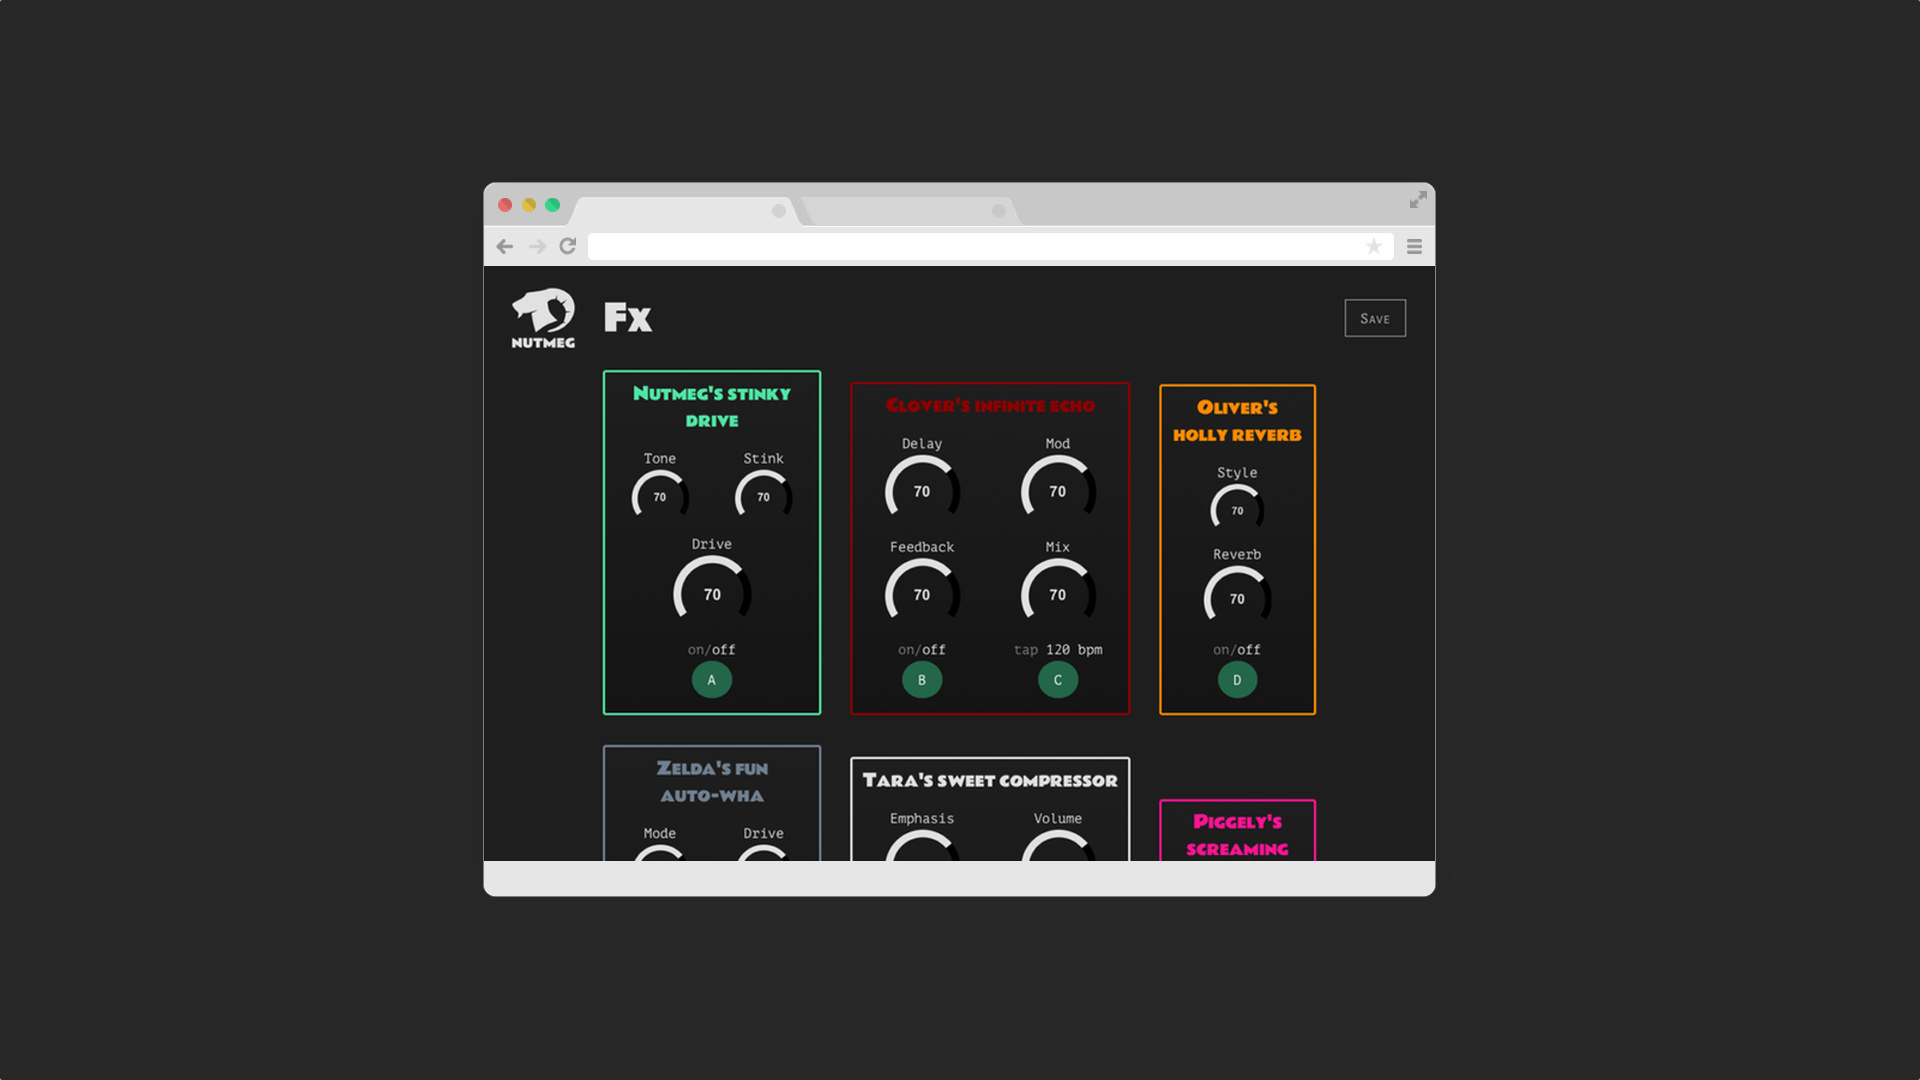 NUTMEG
Fx
Save
Nutmeg's stinky
drive
Tone
Stink
70
70
Drive
70
on/off
A
Clover's infinite echo
Delay
Mod
70
70
Feedback
Mix
70
70
on/off
tap 120 bpm
B
C
Oliver's
holly reverb
Style
70
Reverb
70
on/off
D
Zelda's fun
auto-wha
Mode
Drive
Tara's sweet compressor
Emphasis
Volume
Piggely's
screaming